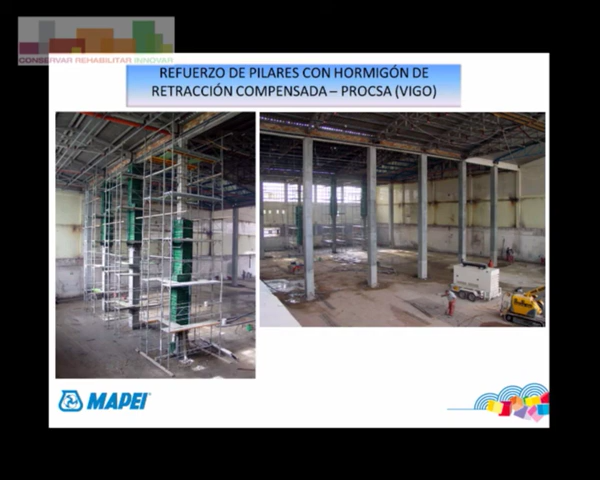 CONSERVAR REHABILITAR INNOVAR
REFUERZO DE PILARES CON HORMIGÓN DE
RETRACCIÓN COMPENSADA – PROCSA (VIGO)
MAPEI